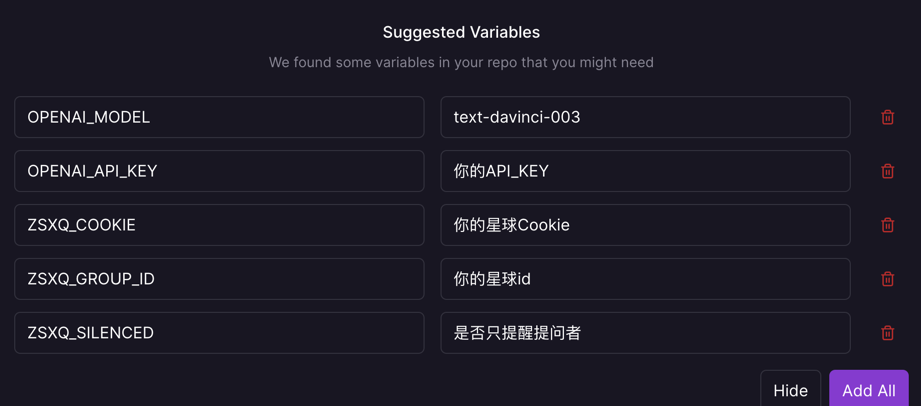 Suggested Variables
We found some variables in your repo that you might need
OPENAI_MODEL text-davinci-003
OPENAI_API_KEY 你的API_KEY
ZSXQ_COOKIE 你的星球Cookie
ZSXQ_GROUP_ID 你的星球id
ZSXQ_SILENCED 是否只提醒提问者
Hide Add All